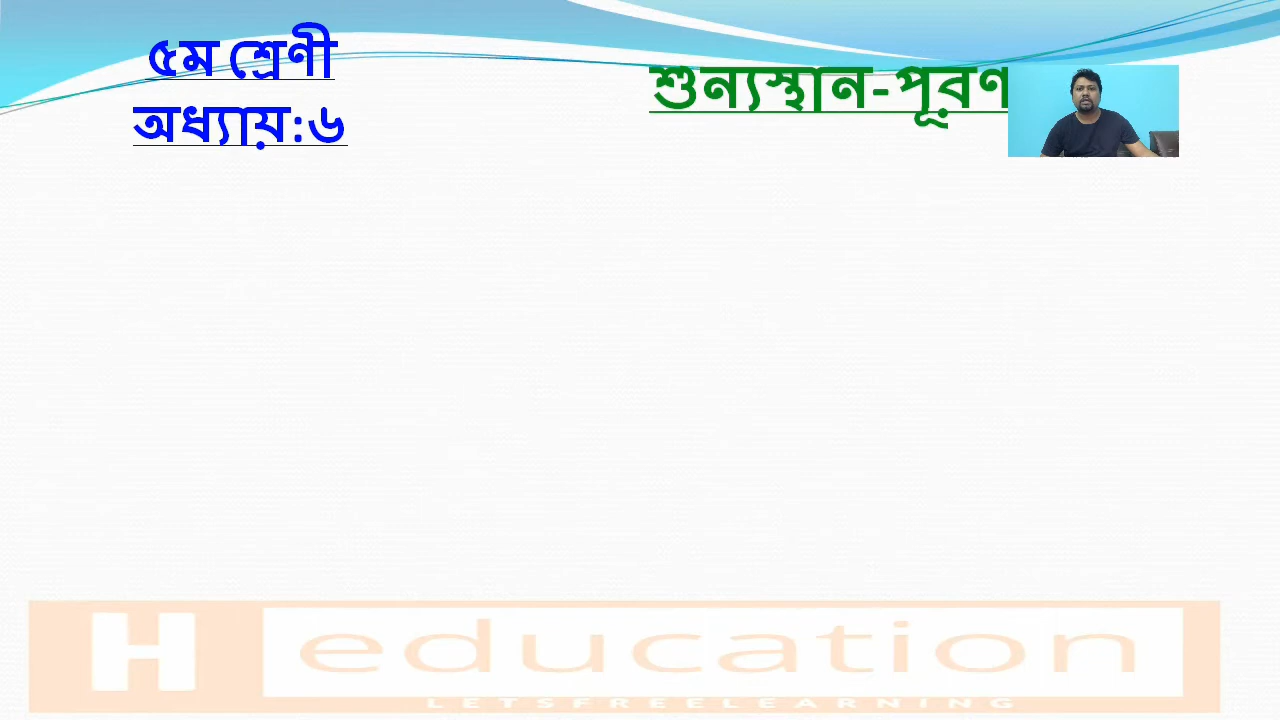 ৫ম শ্রেণী
অধ্যায়:৬
শুন্যস্থান-পূরণ
H education
LETSFREELEARNING